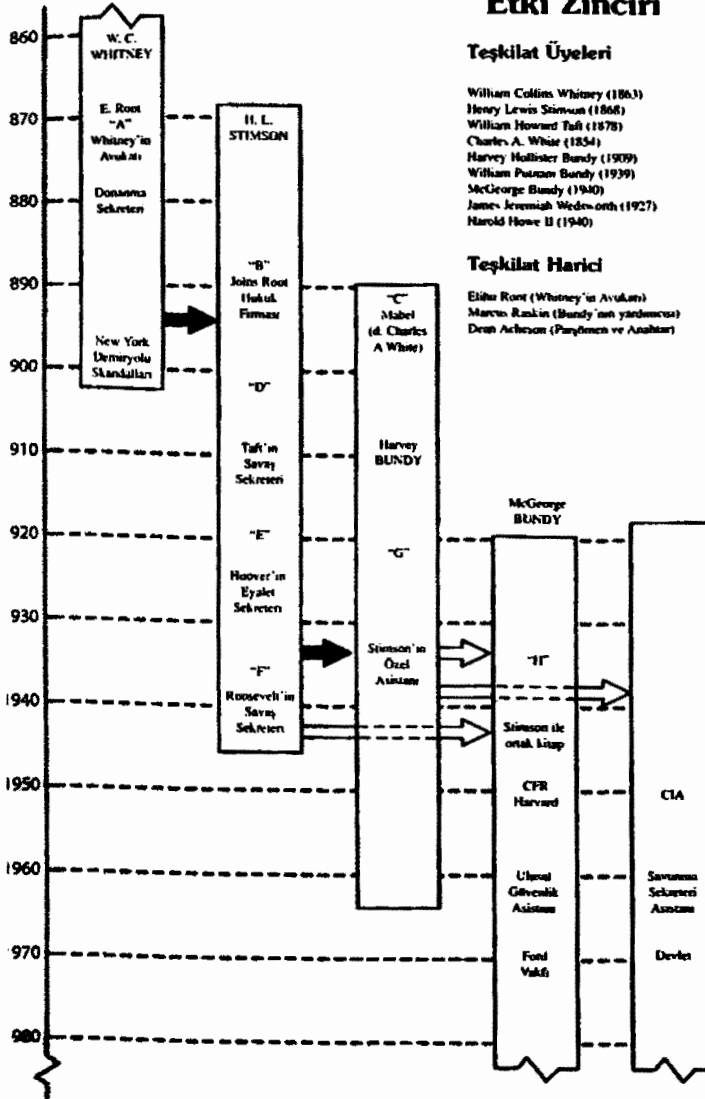 Etki Zinciri
Teşkilat Üyeleri
William Collins Whitney (1863)
Henry Lewis Stimson (1868)
William Howard Taft (1878)
Charles A. White (1854)
Harvey Hollister Bundy (1909)
William Putnam Bundy (1939)
McGeorge Bundy (1940)
James Jeremiah Wedsworth (1927)
Harold Howe II (1940)
Teşkilat Harici
Elihu Root (Whitney'in Avukatı)
Marcus Raskin (Bundy'nin yardımcısı)
Dean Acheson (Parşömen ve Anahtar)
860
870
880
890
900
910
920
930
1940
1950
1960
970
980
W. C.
WHITNEY
E. Root
"A"
Whitney'in
Avukatı
Donanma
Sekreteri
New York
Demiryolu
Skandalları
H. L.
STIMSON
"B"
Joins Root
Hukuk
Firması
"D"
Taft'ın
Savaş
Sekreteri
"E"
Hoover'ın
Eyalet
Sekreteri
"F"
Roosevelt'in
Savaş
Sekreteri
"C"
Mabel
(d. Charles
A White)
Harvey
BUNDY
"G"
Stimson'ın
Özel
Asistanı
McGeorge
BUNDY
"H"
Stimson ile
ortak kitap
CFR
Harvard
Ulusal
Güvenlik
Asistanı
Ford
Vakfı
CIA
Savunma
Sekreteri
Asistanı
Devlet